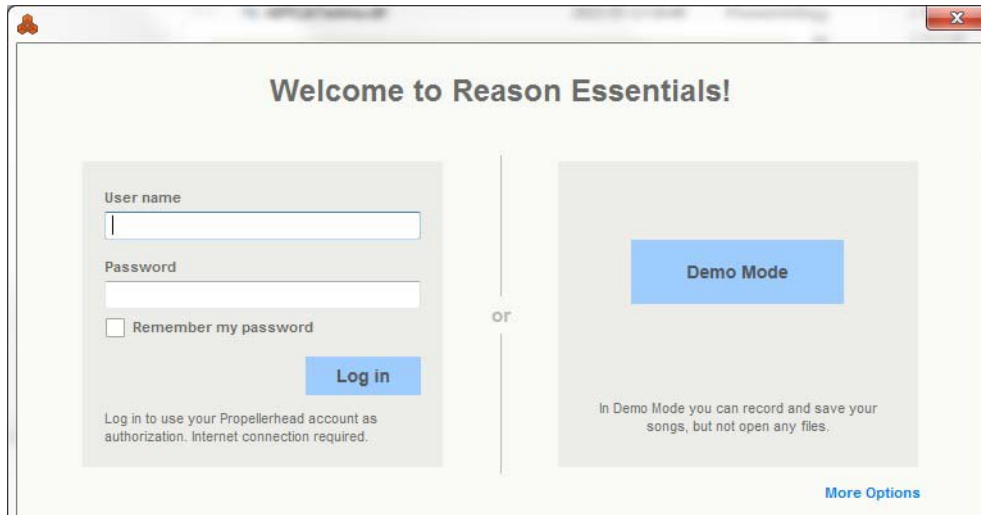 Welcome to Reason Essentials!
User name
Password
Remember my password
Log in
Log in to use your Propellerhead account as
authorization. Internet connection required.
or
Demo Mode
In Demo Mode you can record and save your
songs, but not open any files.
More Options